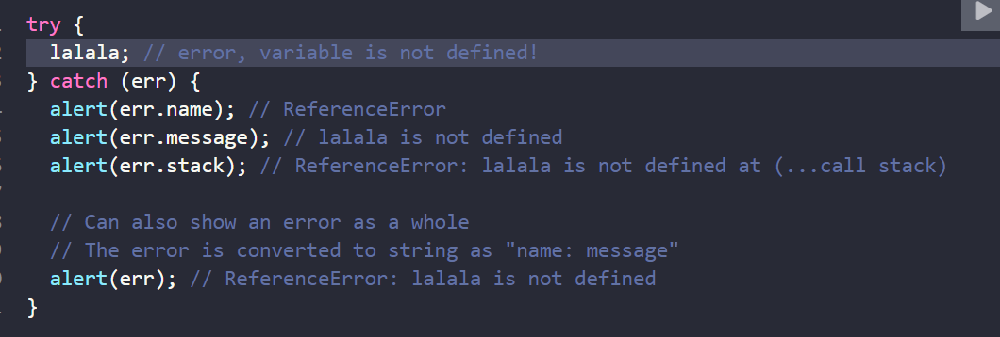 try {
  lalala; // error, variable is not defined!
} catch (err) {
  alert(err.name); // ReferenceError
  alert(err.message); // lalala is not defined
  alert(err.stack); // ReferenceError: lalala is not defined at (...call stack)

  // Can also show an error as a whole
  // The error is converted to string as "name: message"
  alert(err); // ReferenceError: lalala is not defined
}